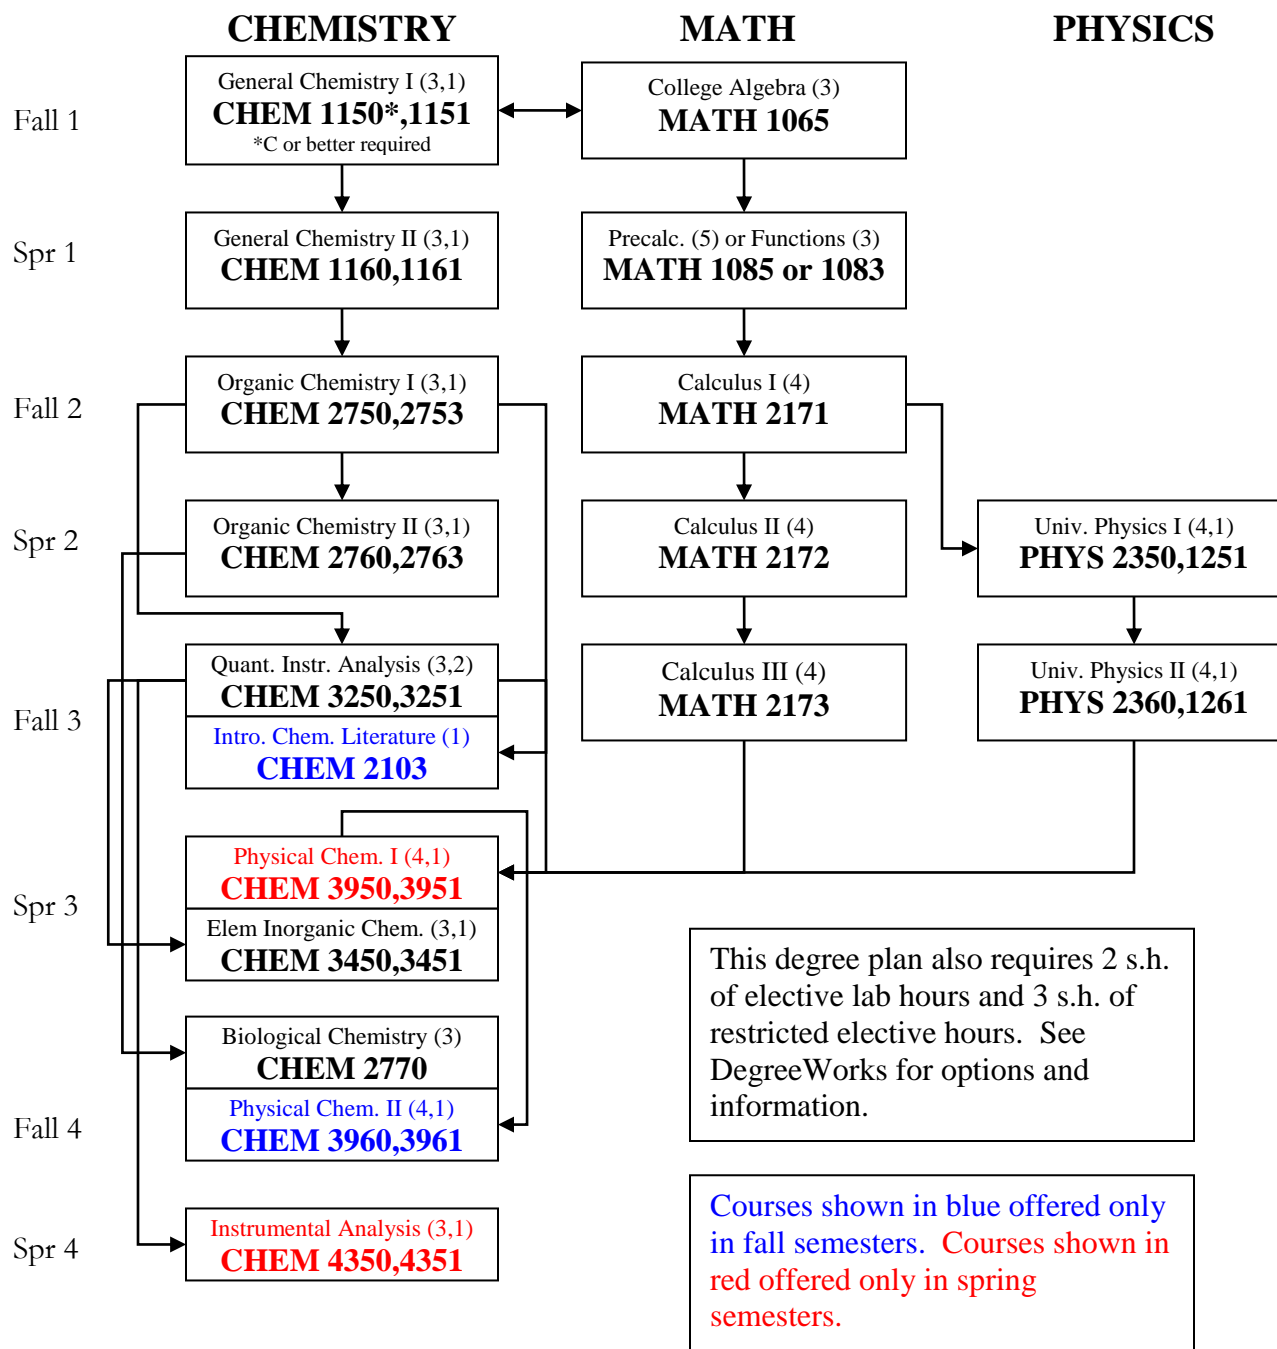 CHEMISTRY
MATH
PHYSICS
Fall 1
General Chemistry I (3,1)
CHEM 1150*,1151
*C or better required
College Algebra (3)
MATH 1065
Spr 1
General Chemistry II (3,1)
CHEM 1160,1161
Precalc. (5) or Functions (3)
MATH 1085 or 1083
Fall 2
Organic Chemistry I (3,1)
CHEM 2750,2753
Calculus I (4)
MATH 2171
Spr 2
Organic Chemistry II (3,1)
CHEM 2760,2763
Calculus II (4)
MATH 2172
Univ. Physics I (4,1)
PHYS 2350,1251
Fall 3
Quant. Instr. Analysis (3,2)
CHEM 3250,3251
Intro. Chem. Literature (1)
CHEM 2103
Calculus III (4)
MATH 2173
Univ. Physics II (4,1)
PHYS 2360,1261
Spr 3
Physical Chem. I (4,1)
CHEM 3950,3951
Elem Inorganic Chem. (3,1)
CHEM 3450,3451
Fall 4
Biological Chemistry (3)
CHEM 2770
Physical Chem. II (4,1)
CHEM 3960,3961
Spr 4
Instrumental Analysis (3,1)
CHEM 4350,4351
This degree plan also requires 2 s.h.
of elective lab hours and 3 s.h. of
restricted elective hours.  See
DegreeWorks for options and
information.
Courses shown in blue offered only
in fall semesters.  Courses shown in
red offered only in spring
semesters.